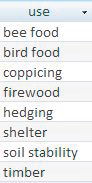 use
bee food
bird food
coppicing
firewood
hedging
shelter
soil stability
timber